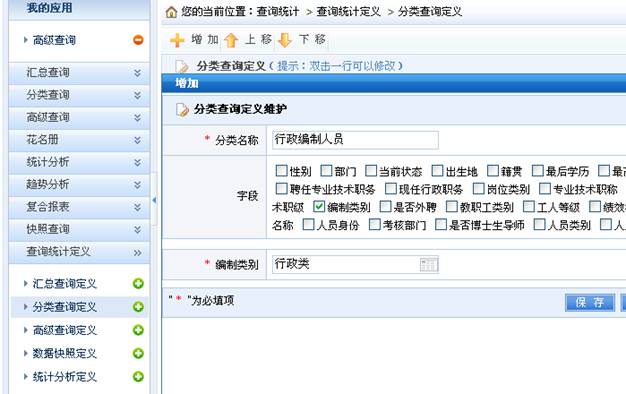 我的应用
高级查询
汇总查询
分类查询
高级查询
花名册
统计分析
趋势分析
复合报表
快照查询
查询统计定义
汇总查询定义
分类查询定义
高级查询定义
数据快照定义
统计分析定义
您的当前位置：查询统计 >查询统计定义 >分类查询定义
增 加 上 移 下 移
分类查询定义（提示：双击一行可以修改）
增加
分类查询定义维护
* 分类名称 行政编制人员
字段
性别 部门 当前状态 出生地 籍贯 最后学历
聘任专业技术职务 现任行政职务 岗位类别 专业技术职称
术职级 编制类别 是否外聘 教职工类别 工人等级 绩效
名称 人员身份 考核部门 是否博士生导师 人员类别
* 编制类别 行政类
"*"为必填项
保 存